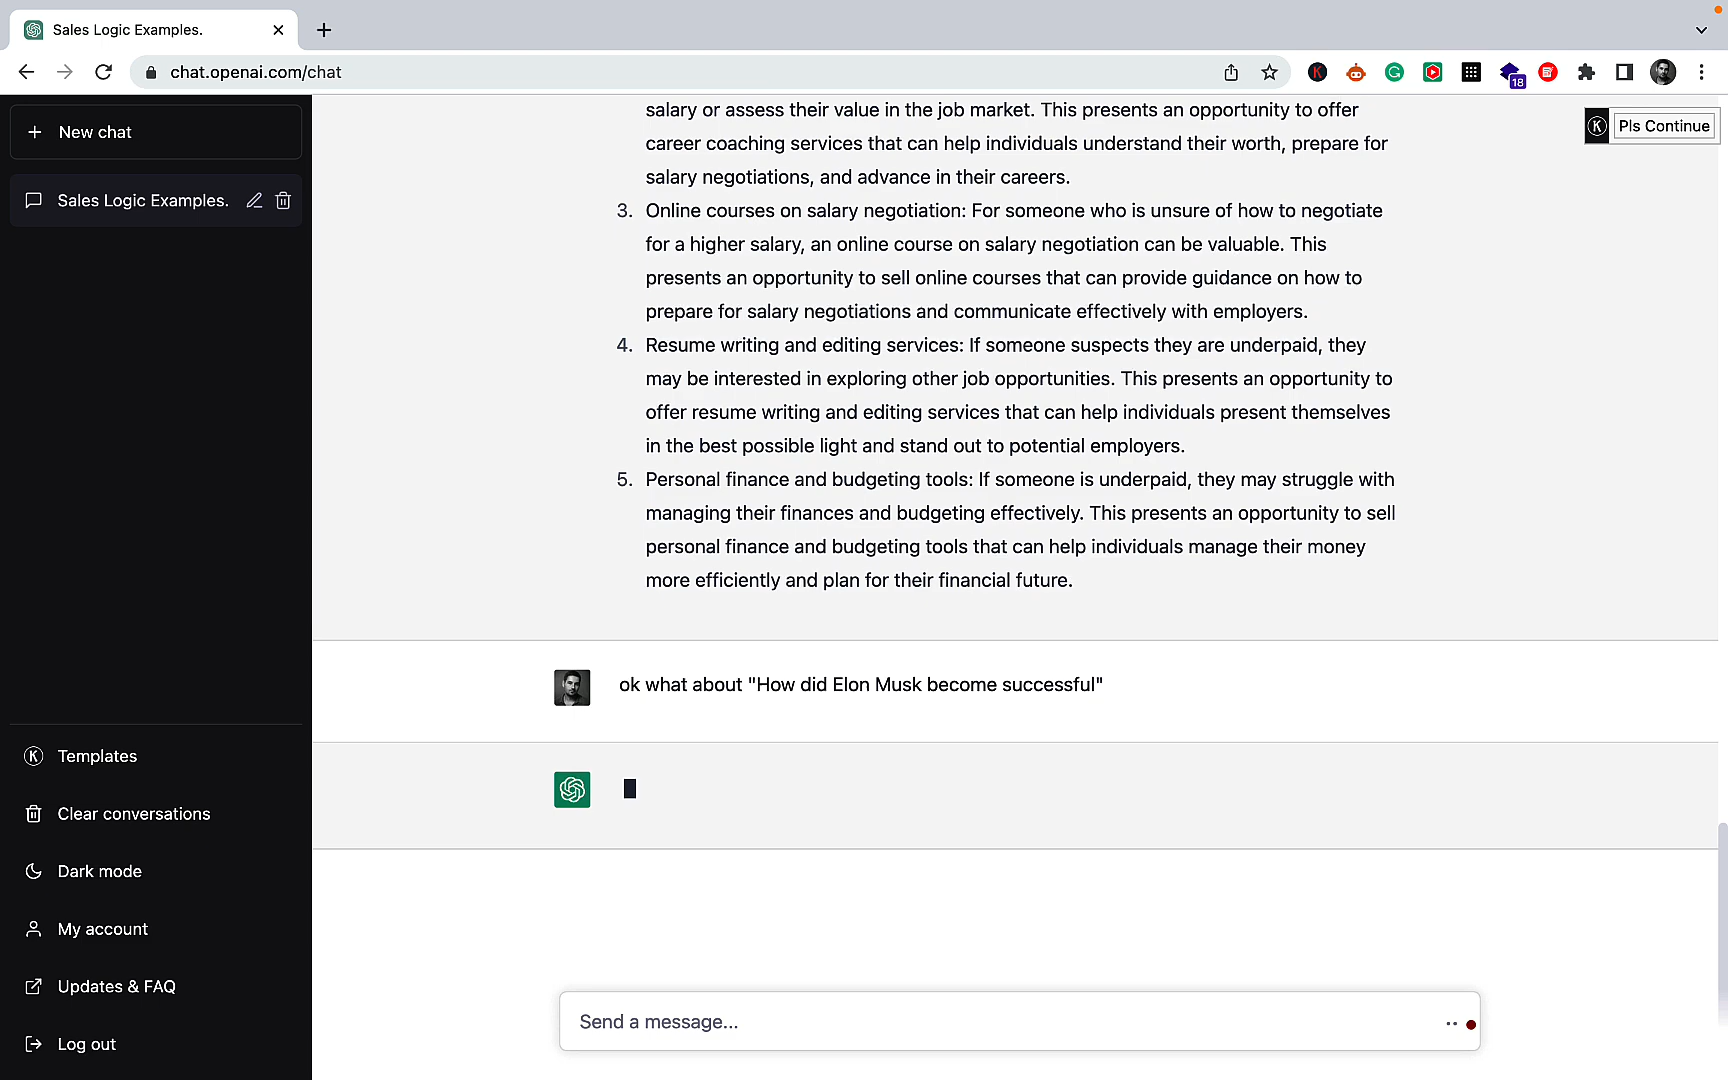 Sales Logic Examples.
chat.openai.com/chat
18
New chat
Sales Logic Examples.
salary or assess their value in the job market. This presents an opportunity to offer
career coaching services that can help individuals understand their worth, prepare for
salary negotiations, and advance in their careers.
3. Online courses on salary negotiation: For someone who is unsure of how to negotiate
for a higher salary, an online course on salary negotiation can be valuable. This
presents an opportunity to sell online courses that can provide guidance on how to
prepare for salary negotiations and communicate effectively with employers.
4. Resume writing and editing services: If someone suspects they are underpaid, they
may be interested in exploring other job opportunities. This presents an opportunity to
offer resume writing and editing services that can help individuals present themselves
in the best possible light and stand out to potential employers.
5. Personal finance and budgeting tools: If someone is underpaid, they may struggle with
managing their finances and budgeting effectively. This presents an opportunity to sell
personal finance and budgeting tools that can help individuals manage their money
more efficiently and plan for their financial future.
K Pls Continue
ok what about "How did Elon Musk become successful"
K Templates
Clear conversations
Dark mode
My account
Updates & FAQ
Log out
Send a message...